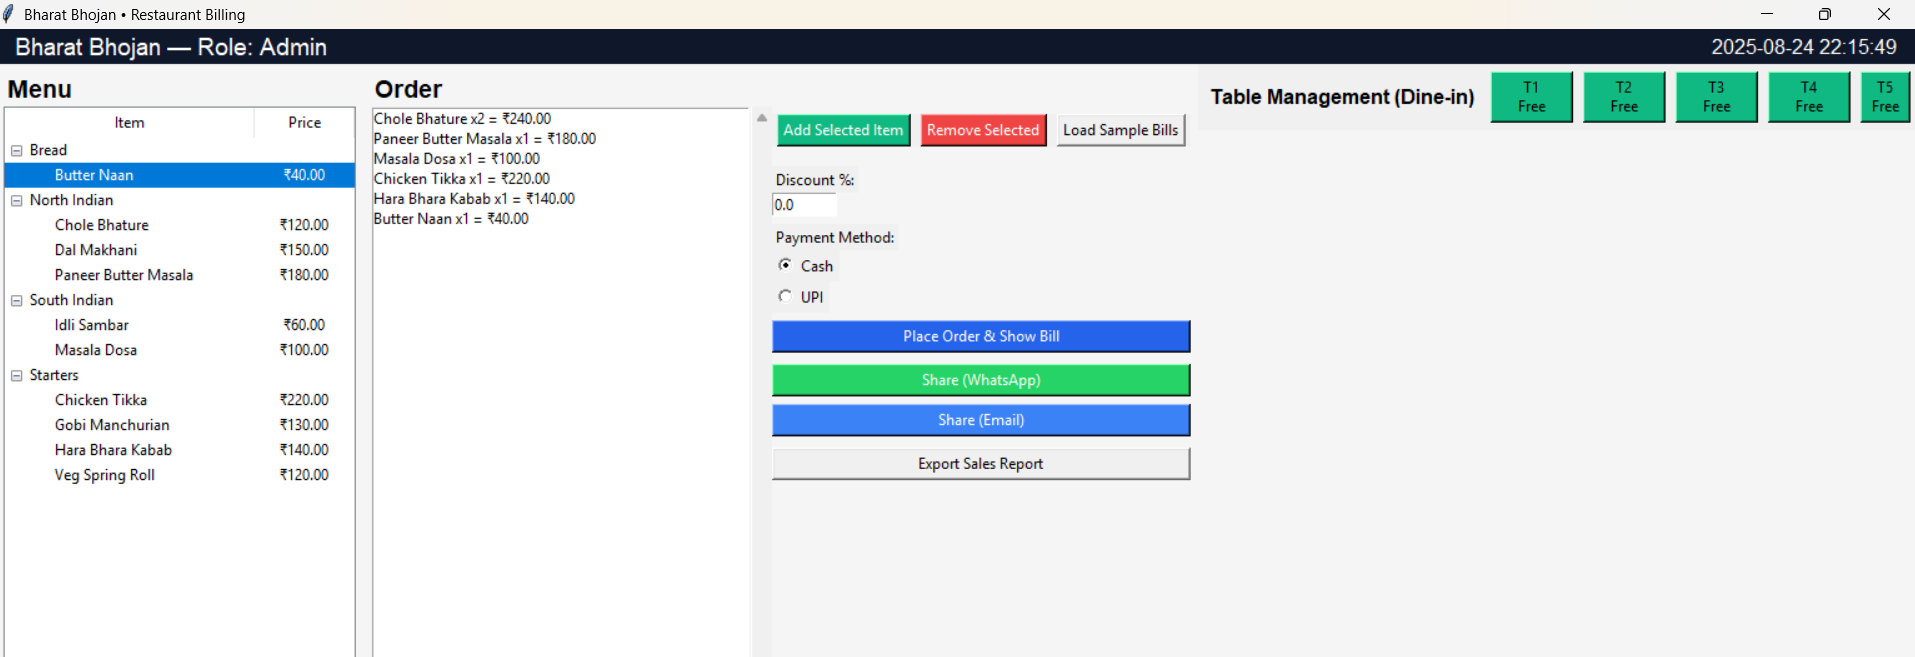 Bharat Bhojan • Restaurant Billing
Bharat Bhojan — Role: Admin
2025-08-24 22:15:49
Menu
Item Price
Bread
Butter Naan ₹40.00
North Indian
Chole Bhature ₹120.00
Dal Makhani ₹150.00
Paneer Butter Masala ₹180.00
South Indian
Idli Sambar ₹60.00
Masala Dosa ₹100.00
Starters
Chicken Tikka ₹220.00
Gobi Manchurian ₹130.00
Hara Bhara Kabab ₹140.00
Veg Spring Roll ₹120.00
Order
Chole Bhature x2 = ₹240.00
Paneer Butter Masala x1 = ₹180.00
Masala Dosa x1 = ₹100.00
Chicken Tikka x1 = ₹220.00
Hara Bhara Kabab x1 = ₹140.00
Butter Naan x1 = ₹40.00
Add Selected Item
Remove Selected
Load Sample Bills
Discount %:
0.0
Payment Method:
Cash
UPI
Place Order & Show Bill
Share (WhatsApp)
Share (Email)
Export Sales Report
Table Management (Dine-in)
T1
Free
T2
Free
T3
Free
T4
Free
T5
Free